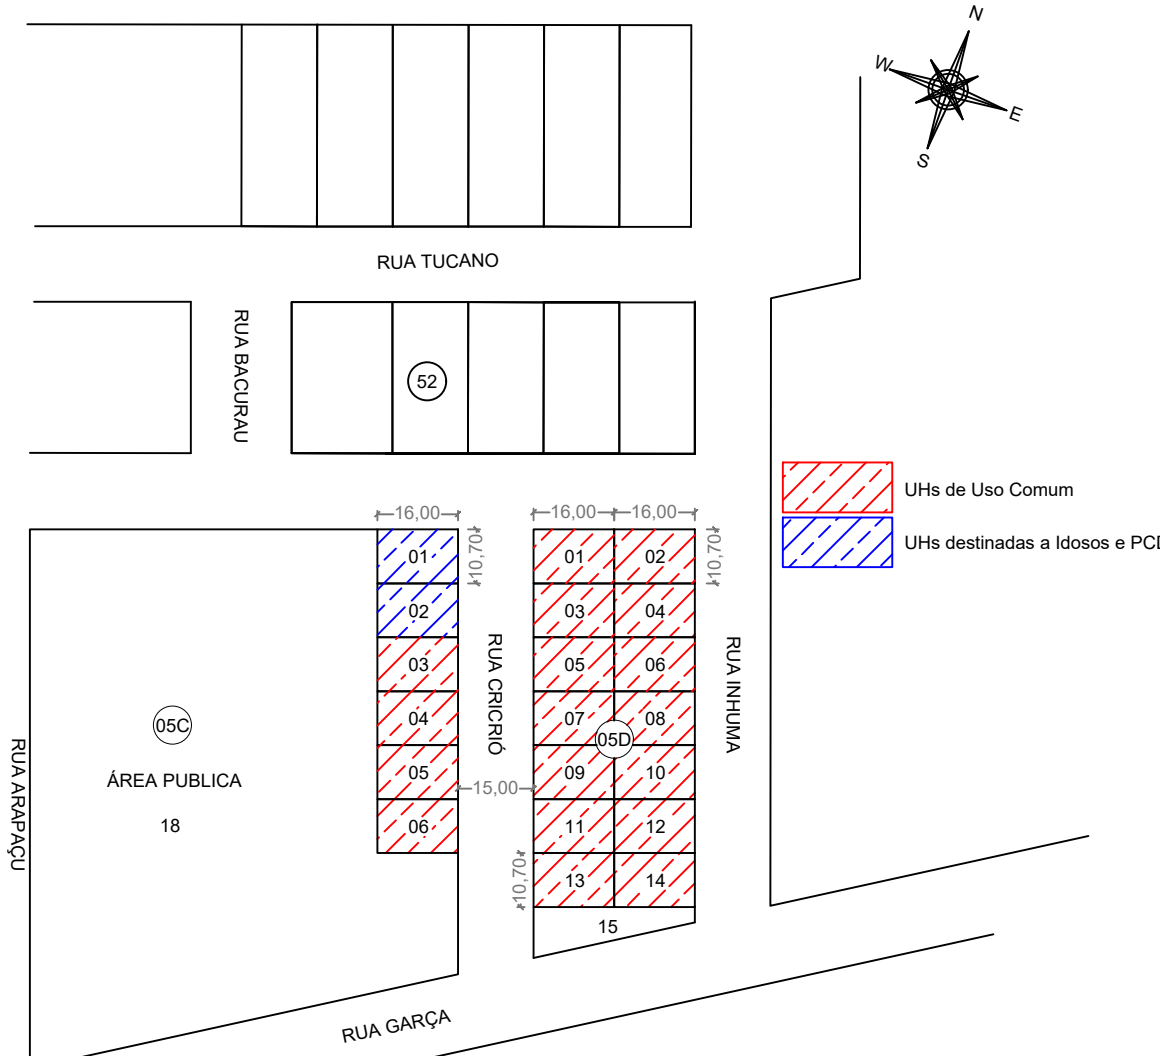 N
W
E
S
RUA TUCANO
RUA BACURAU
52
UHs de Uso Comum
UHs destinadas a Idosos e PCD
16,00
16,00
16,00
10,70
10,70
01
02
03
04
05
06
RUA CRICRIÓ
15,00
01
02
03
04
05
06
07
08
05D
09
10
11
12
13
14
10,70
15
RUA INHUMA
05C
ÁREA PUBLICA
18
RUA ARAPAÇU
RUA GARÇA